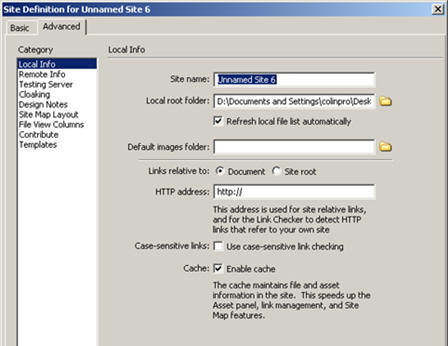 Site Definition for Unnamed Site 6
Basic Advanced
Category
Local Info
Remote Info
Testing Server
Cloaking
Design Notes
Site Map Layout
File View Columns
Contribute
Templates
Local Info
Site name: Unnamed Site 6
Local root folder: D:\Documents and Settings\colinpro\Desk
Refresh local file list automatically
Default images folder:
Links relative to: Document Site root
HTTP address: http://
This address is used for site relative links,
and for the Link Checker to detect HTTP
links that refer to your own site
Case-sensitive links: Use case-sensitive link checking
Cache: Enable cache
The cache maintains file and asset
information in the site. This speeds up the
Asset panel, link management, and Site
Map features.